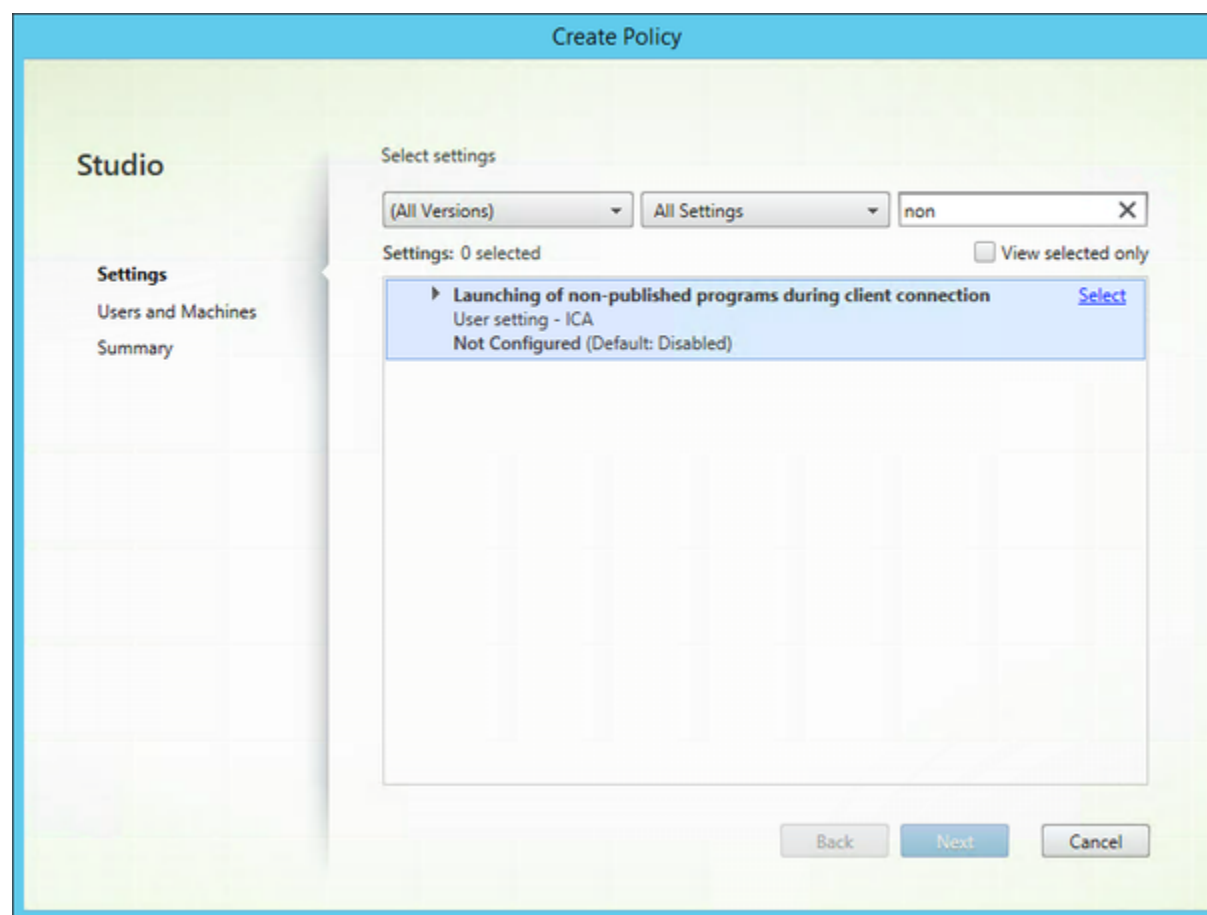 Create Policy
Studio
Settings
Users and Machines
Summary
Select settings
(All Versions) All Settings non
Settings: 0 selected View selected only
Launching of non-published programs during client connection Select
User setting - ICA
Not Configured (Default: Disabled)
Back Next Cancel